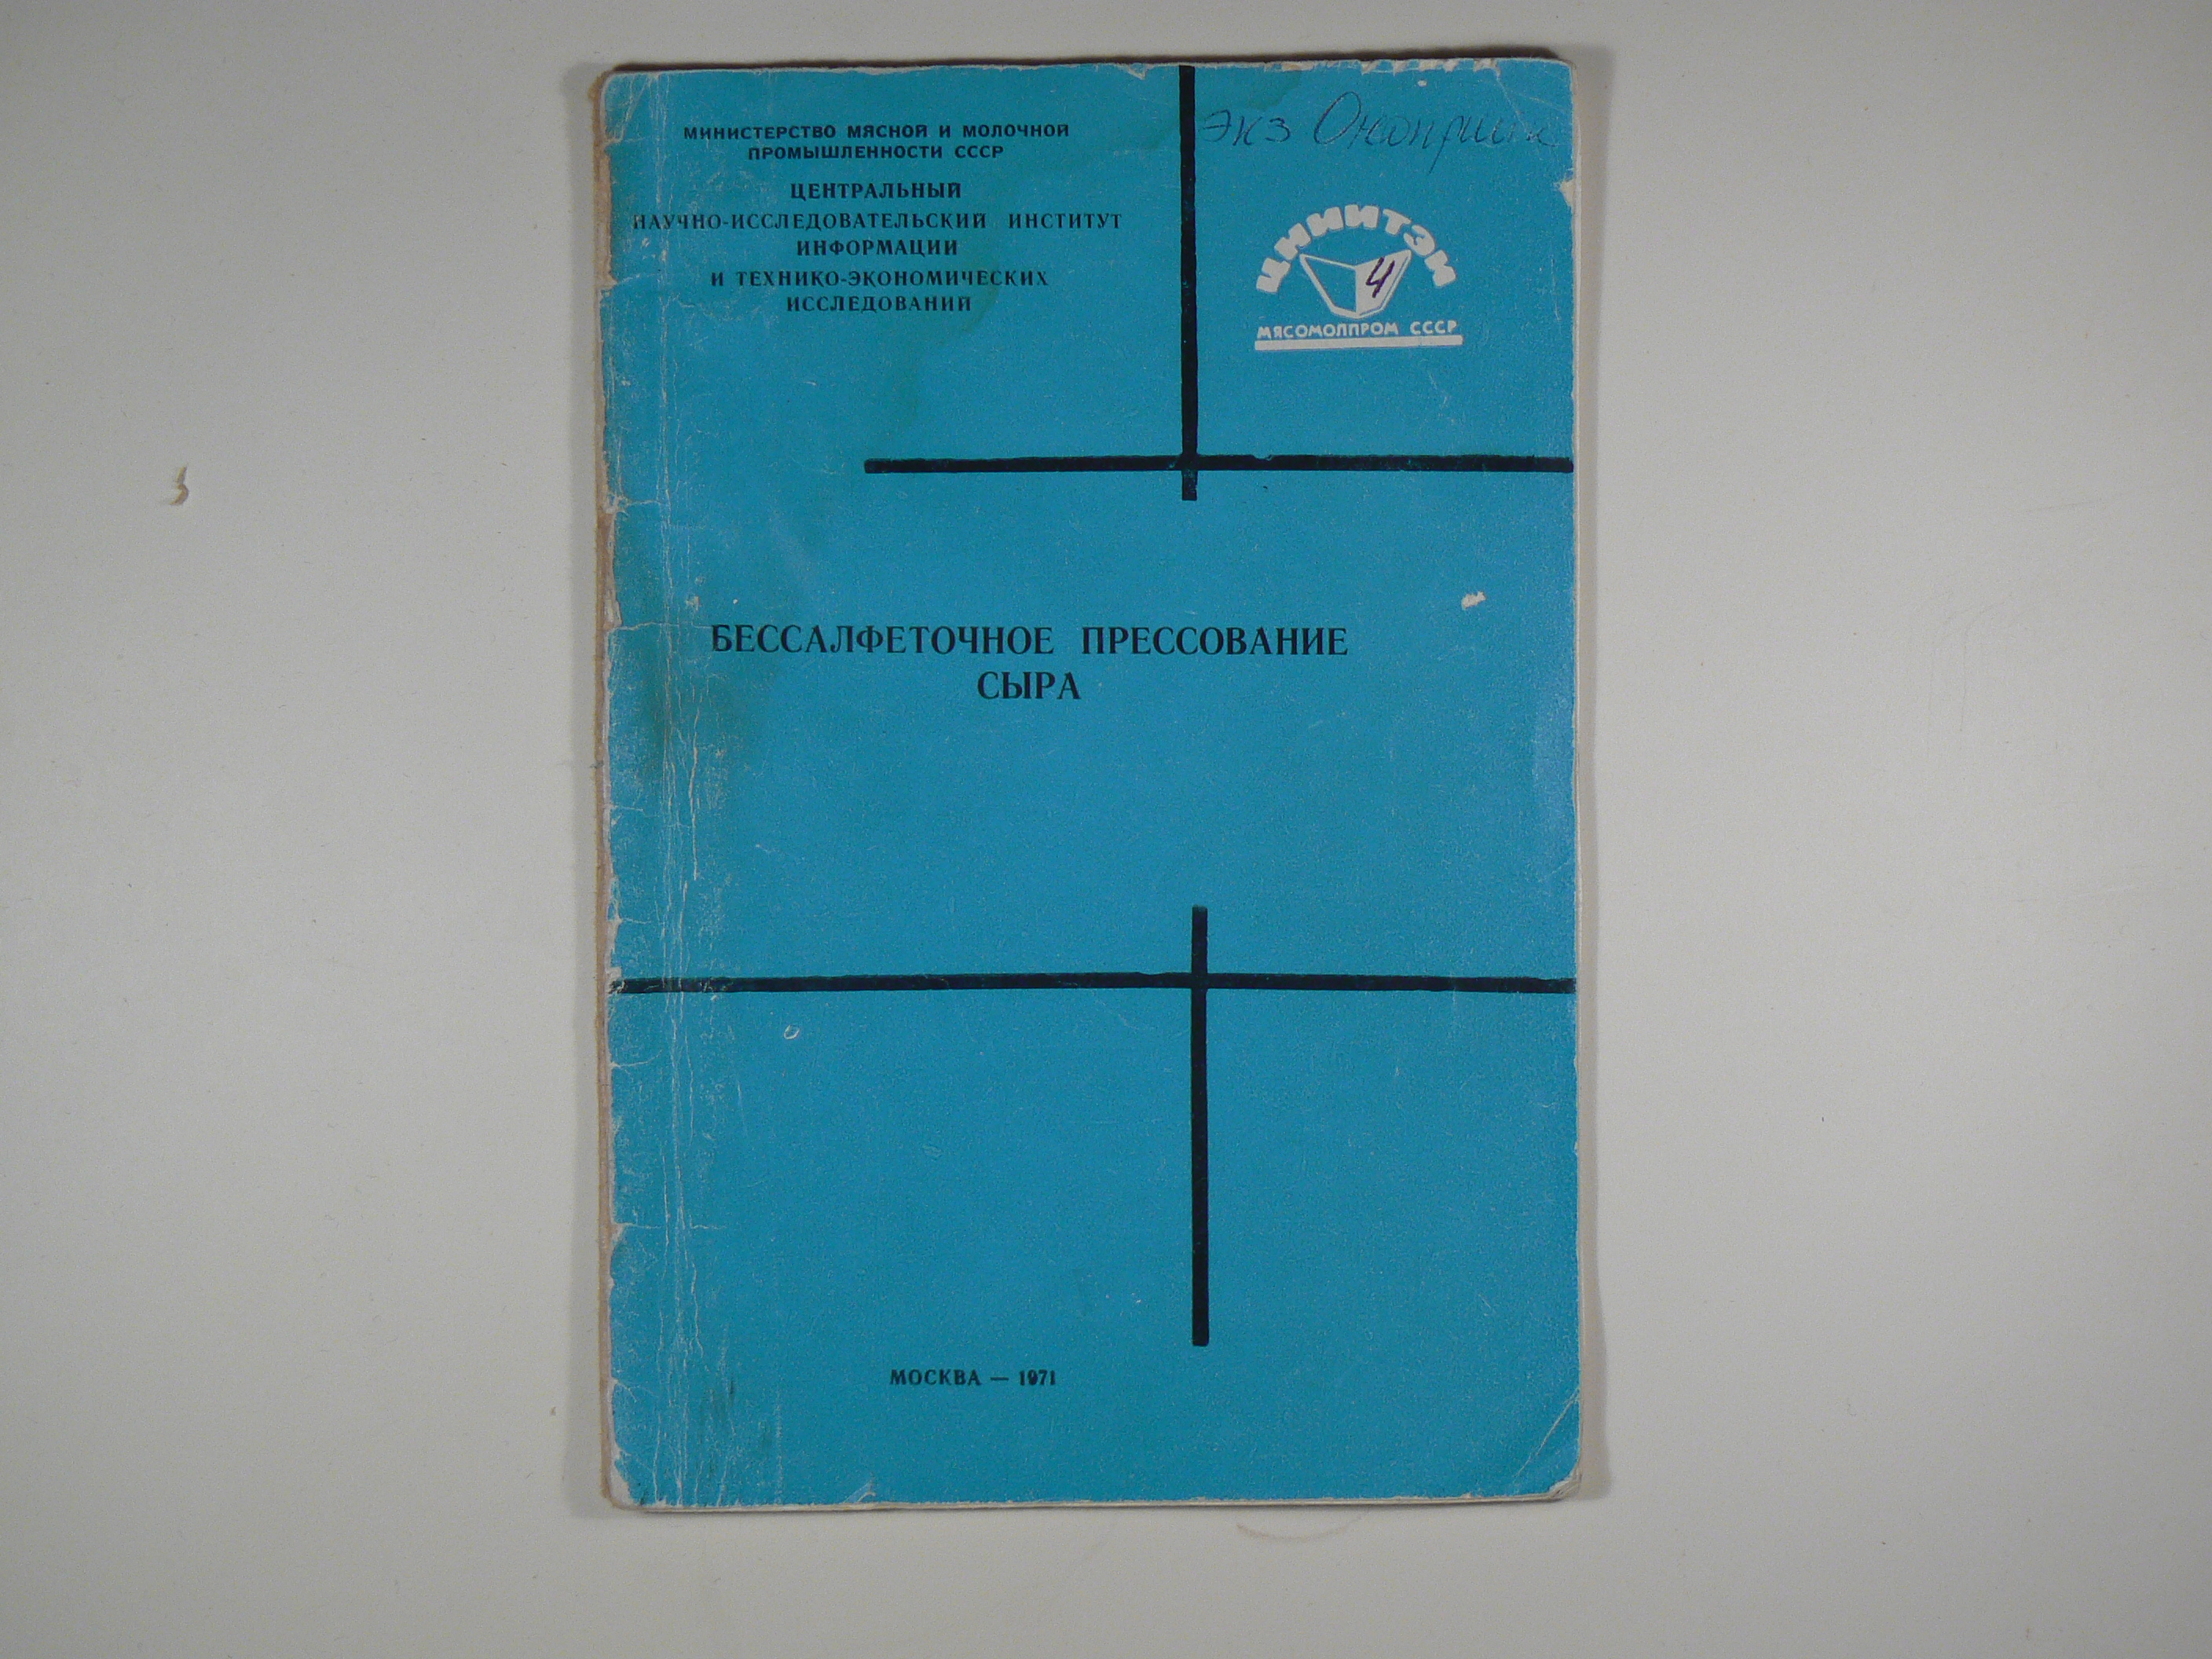 МИНИСТЕРСТВО МЯСНОЙ И МОЛОЧНОЙ
ПРОМЫШЛЕННОСТИ СССР
ЦЕНТРАЛЬНЫЙ
НАУЧНО-ИССЛЕДОВАТЕЛЬСКИЙ ИНСТИТУТ
ИНФОРМАЦИИ
И ТЕХНИКО-ЭКОНОМИЧЕСКИХ
ИССЛЕДОВАНИЙ
экз
ЦНИИТЭИ
4
МЯСОМОЛПРОМ СССР
БЕССАЛФЕТОЧНОЕ ПРЕССОВАНИЕ
СЫРА
МОСКВА — 1971